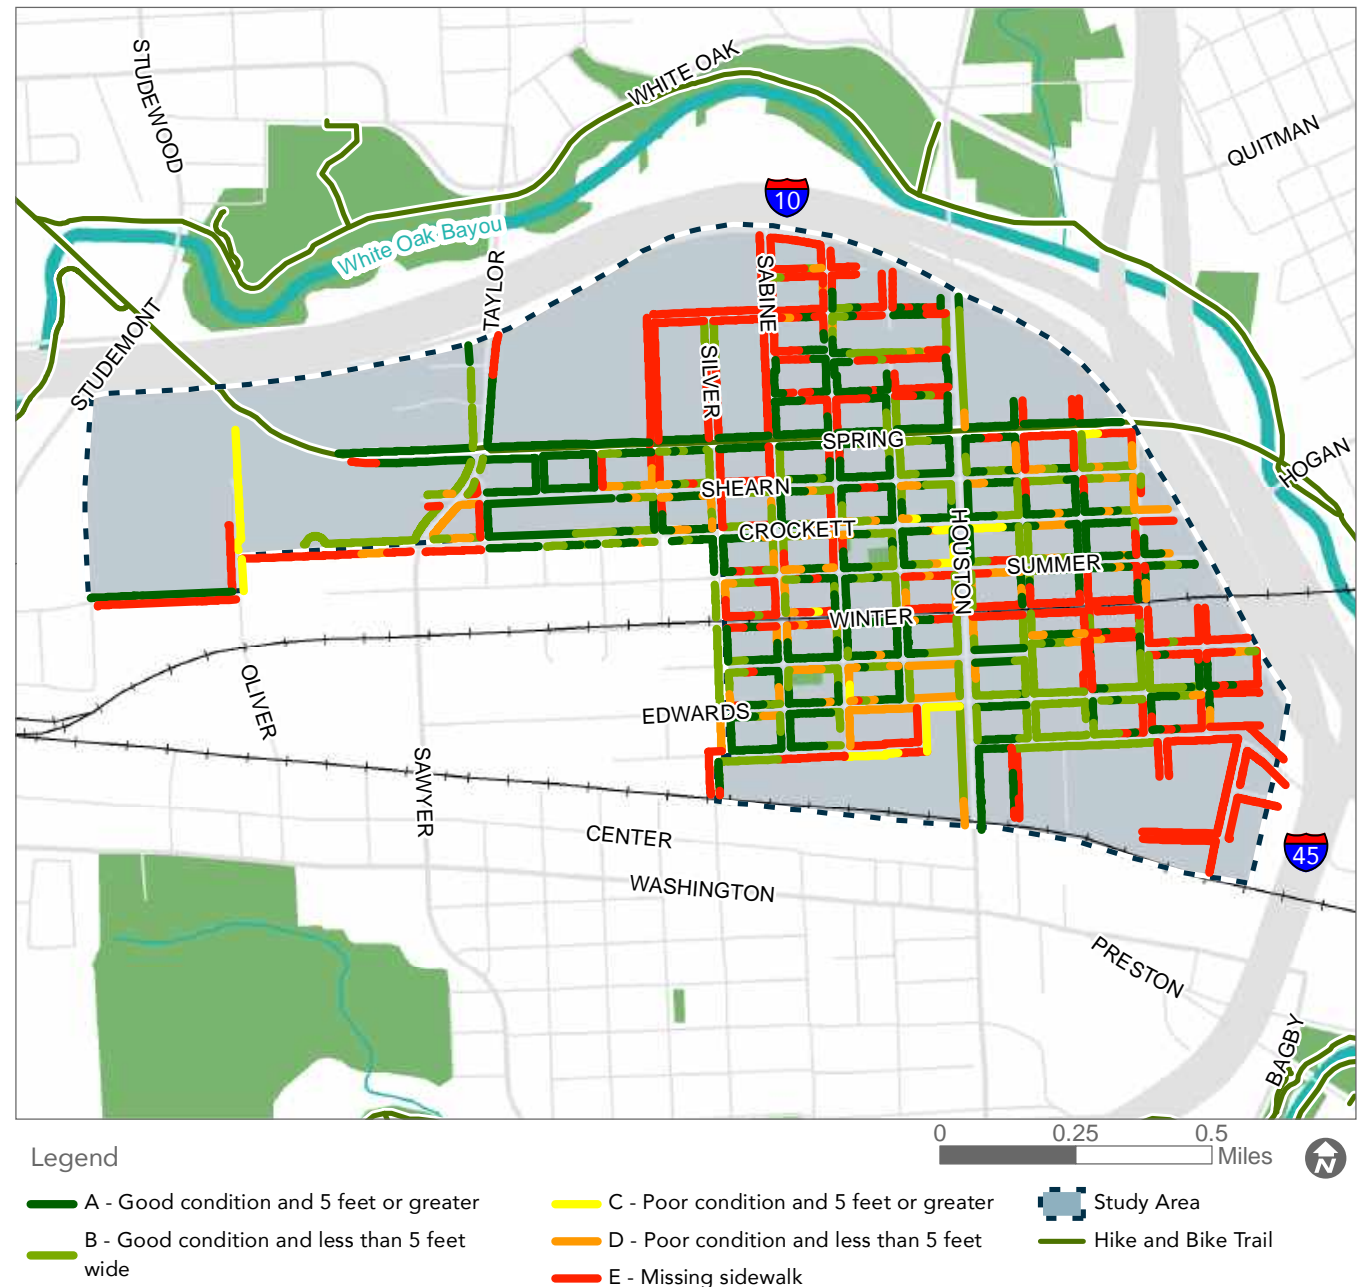 STUDEWOOD
WHITE OAK
QUITMAN
10
White Oak Bayou
TAYLOR
SABINE
STUDEMONT
SILVER
SPRING
HOGAN
SHEARN
CROCKETT
HOUSTON
SUMMER
WINTER
OLIVER
EDWARDS
SAWYER
CENTER
45
WASHINGTON
PRESTON
BAGBY
0 0.25 0.5
Miles
N
Legend
A - Good condition and 5 feet or greater
B - Good condition and less than 5 feet
wide
C - Poor condition and 5 feet or greater
D - Poor condition and less than 5 feet
E - Missing sidewalk
Study Area
Hike and Bike Trail